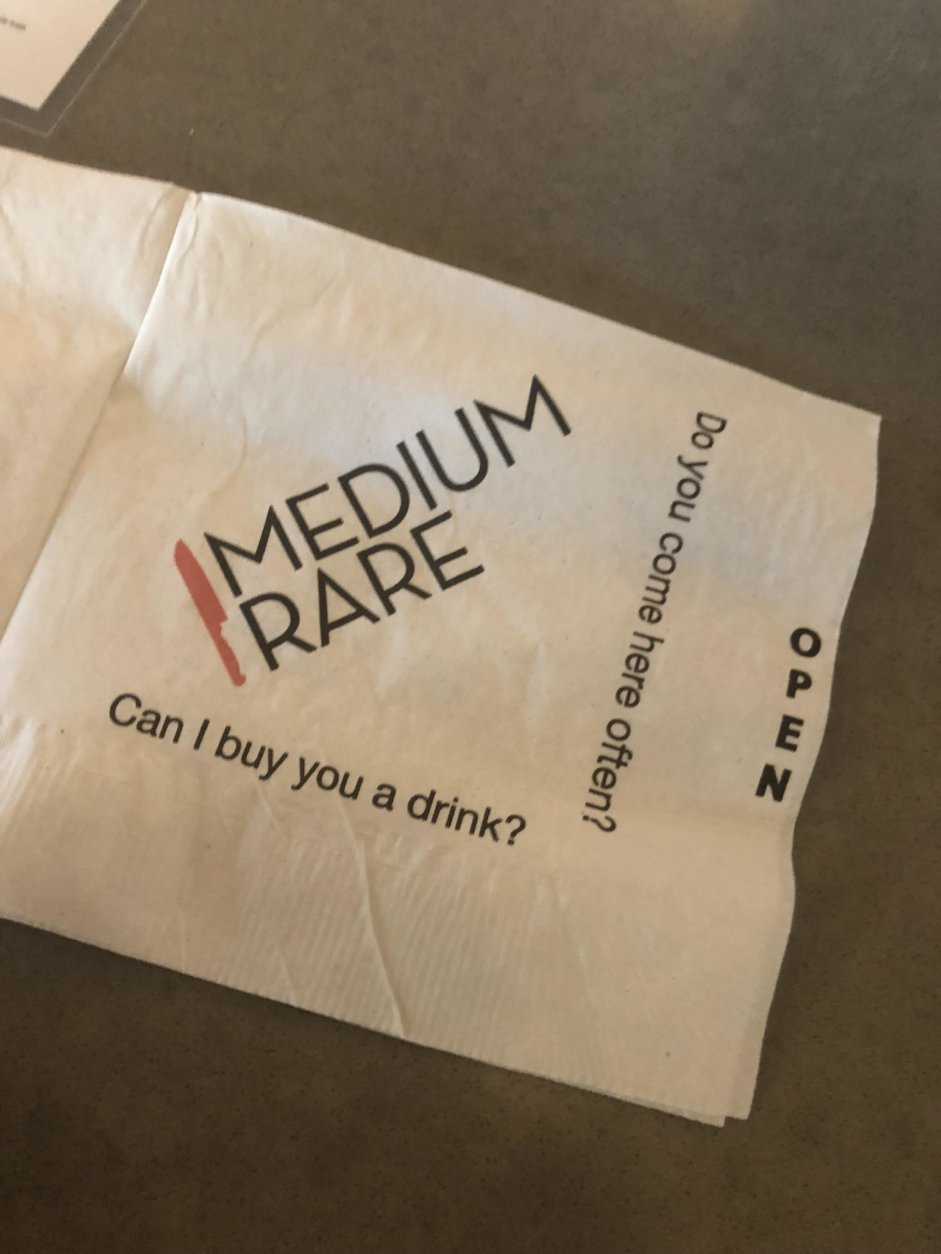 MEDIUM
RARE
Can I buy you a drink?
Do you come here often?
OPEN